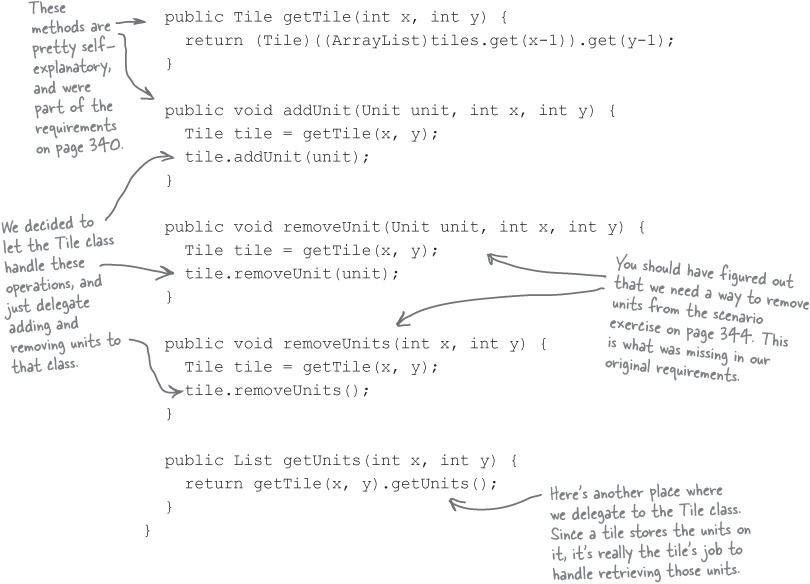 These
methods are
pretty self-
explanatory,
and were
part of the
requirements
on page 340.
public Tile getTile(int x, int y) {
return (Tile)((ArrayList)tiles.get(x-1)).get(y-1);
}
public void addUnit(Unit unit, int x, int y) {
Tile tile = getTile(x, y);
tile.addUnit(unit);
}
We decided to
let the Tile class
handle these
operations, and
just delegate
adding and
removing units to
that class.
public void removeUnit(Unit unit, int x, int y) {
Tile tile = getTile(x, y);
tile.removeUnit(unit);
}
You should have figured out
that we need a way to remove
units from the scenario
exercise on page 344. This
is what was missing in our
original requirements.
public void removeUnits(int x, int y) {
Tile tile = getTile(x, y);
tile.removeUnits();
}
public List getUnits(int x, int y) {
return getTile(x, y).getUnits();
}
}
Here's another place where
we delegate to the Tile class.
Since a tile stores the units on
it, it's really the tile's job to
handle retrieving those units.